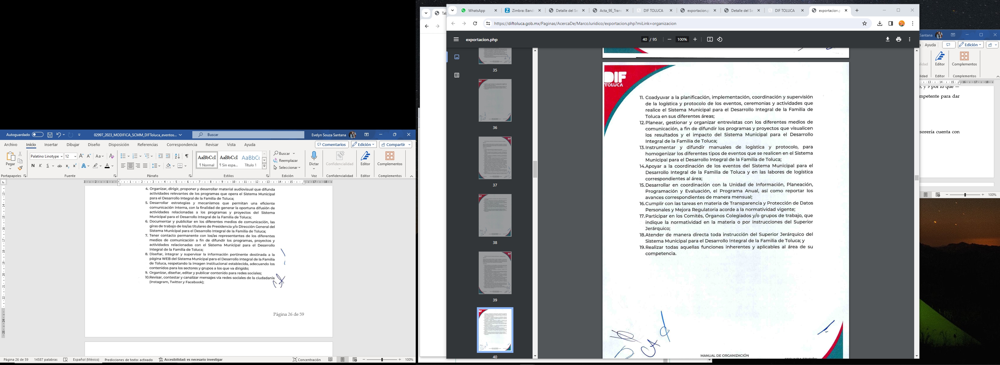 Autoguardado
02997_2023_MODIFICA_SCMM_DIFToluca_eventos...
Buscar
Evelyn Souza Santana
Archivo Inicio Insertar Dibujar Diseño Disposición Referencias Correspondencia Revisar Vista Ayuda
Comentarios Edición Compartir
Pegar
Palatino Linotype 12
N K S ab x₂ x²
AaBbCcI AaBbCcI AaBbCc
¶ Normal ¶ Sin espa... Título 1
Buscar
Reemplazar
Seleccionar
Dictar
Confidencialidad
Editor
Complementos
Portapapeles Fuente Párrafo Estilos Edición Voz Confidencialidad Editor Complementos
4. Organizar, dirigir, proponer y desarrollar material audiovisual que difunda
actividades relevantes de los programas que opera el Sistema Municipal
para el Desarrollo Integral de la Familia de Toluca;
5. Desarrollar estrategias y mecanismos que permitan una eficiente
comunicación interna, con la finalidad de generar la oportuna difusión de
actividades relacionadas a los programas y proyectos del Sistema
Municipal para el Desarrollo Integral de la Familia de Toluca;
6. Documentar y publicitar en los diferentes medios de comunicación, las
giras de trabajo de los/as titulares de Presidencia y/o Dirección General del
Sistema Municipal para el Desarrollo Integral de la Familia de Toluca;
7. Tener contacto permanente con los/as representantes de los diferentes
medios de comunicación a fin de difundir los programas, proyectos y
actividades relacionadas con el Sistema Municipal para el Desarrollo
Integral de la Familia de Toluca;
8. Diseñar, integrar y supervisar la información pertinente destinada a la
página WEB del Sistema Municipal para el Desarrollo Integral de la Familia
de Toluca, respetando la imagen institucional establecida, adecuando los
contenidos para los sectores y grupos a los que va dirigido;
9. Organizar, diseñar, editar y publicar contenido para redes sociales;
10.Revisar, contestar y canalizar mensajes vía redes sociales de la ciudadanía
(Instagram, Twitter y Facebook);
Página 26 de 59
Página 26 de 59 14587 palabras Español (México) Predicciones de texto: activado Accesibilidad: es necesario investigar Concentración 100%
Tab
WhatsApp
Zimbra: Band
Detalle del Se
Acta_9E_Trans
DIF TOLUCA
exportacion.p
Detalle del Se
DIF TOLUCA
exportacion.p
https://diftoluca.gob.mx/Paginas/AcercaDe/MarcoJuridico/exportacion.php?miLink=organizacion
exportacion.php
40 / 95
100%
35
36
37
38
39
40
DIF
TOLUCA
11. Coadyuvar a la planificación, implementación, coordinación y supervisión
de la logística y protocolo de los eventos, ceremonias y actividades que
realice el Sistema Municipal para el Desarrollo Integral de la Familia de
Toluca en sus diferentes áreas;
12.Planear, gestionar y organizar entrevistas con los diferentes medios de
comunicación, a fin de difundir los programas y proyectos que visualicen
los resultados y el impacto del Sistema Municipal para el Desarrollo
Integral de la Familia de Toluca;
13.Instrumentar y difundir manuales de logística y protocolo, para
homogenizar los diferentes tipos de eventos que se realicen en el Sistema
Municipal para el Desarrollo Integral de la Familia de Toluca;
14.Apoyar a la coordinación de los eventos del Sistema Municipal para el
Desarrollo Integral de la Familia de Toluca y en las labores de logística
correspondientes al área;
15.Desarrollar en coordinación con la Unidad de Información, Planeación,
Programación y Evaluación, el Programa Anual, así como reportar los
avances correspondientes de manera mensual;
16.Cumplir con las tareas en materia de Transparencia y Protección de Datos
Personales y Mejora Regulatoria acorde a la normatividad vigente;
17.Participar en los Comités, Órganos Colegiados y/o grupos de trabajo, que
indique la normatividad en la materia o por instrucciones del Superior
Jerárquico;
18.Atender de manera directa toda instrucción del Superior Jerárquico del
Sistema Municipal para el Desarrollo Integral de la Familia de Toluca; y
19.Realizar todas aquellas funciones inherentes y aplicables al área de su
competencia.
MANUAL DE ORGANIZACIÓN
Santana
Ayuda
Edición
Editor
Complementos
lidad Editor Complementos
y 9 por lo que —
mpetente para dar
sorería cuenta con
100%